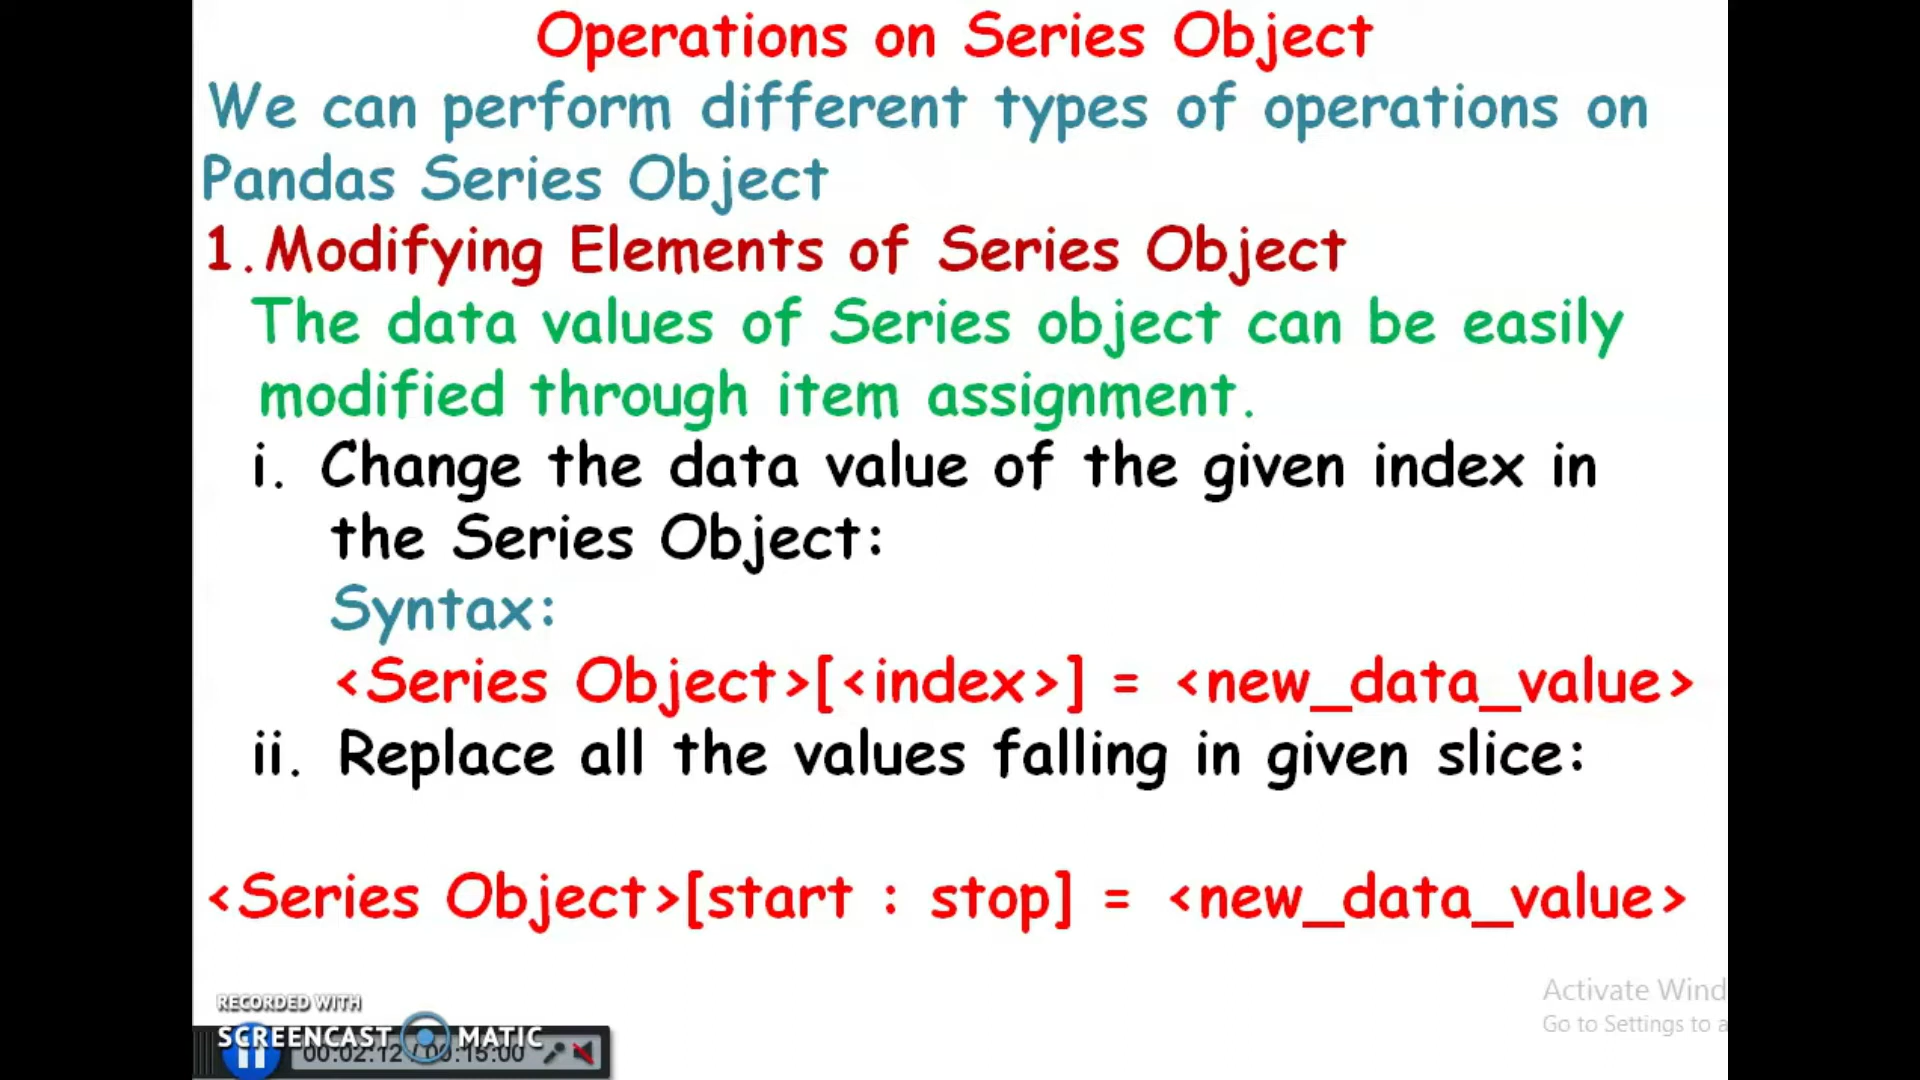 Operations on Series Object
We can perform different types of operations on
Pandas Series Object
1. Modifying Elements of Series Object
The data values of Series object can be easily
modified through item assignment.
i. Change the data value of the given index in
the Series Object:
Syntax:
<Series Object>[<index>] = <new_data_value>
ii. Replace all the values falling in given slice:
<Series Object>[start : stop] = <new_data_value>
Activate Wind
Go to Settings to a
RECORDED WITH
SCREENCAST MATIC
00:02:12 / 00:15:00